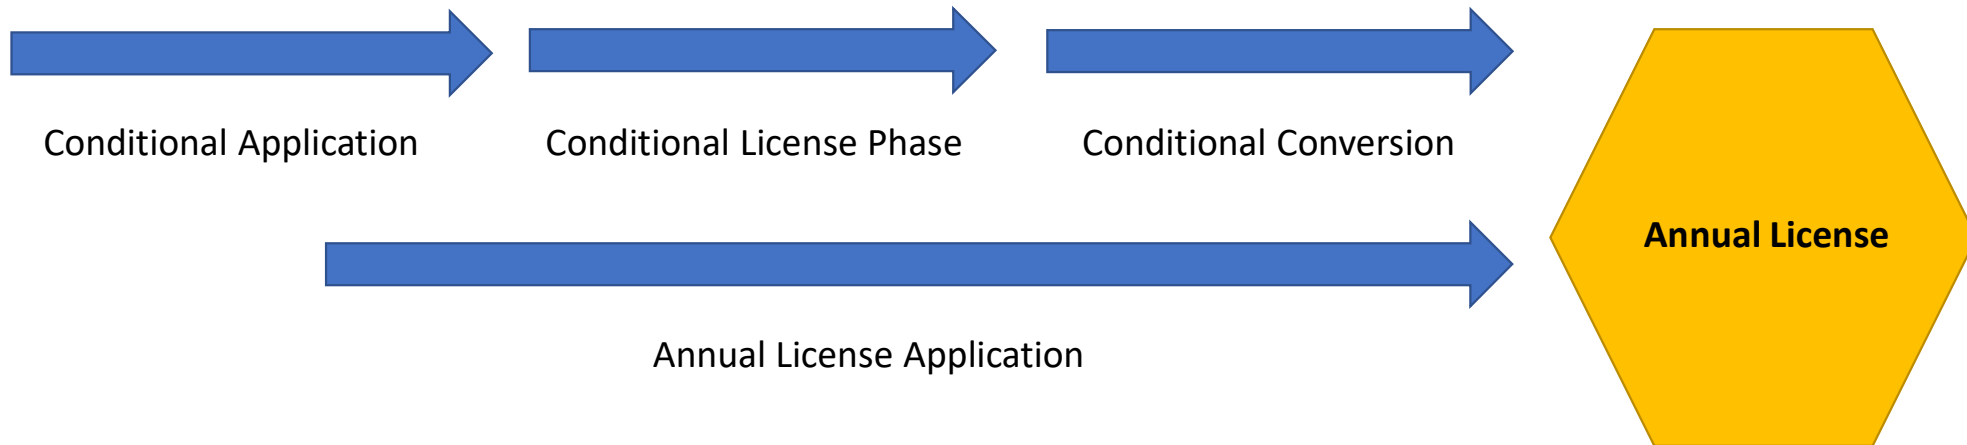 Conditional Application
Conditional License Phase
Conditional Conversion
Annual License
Annual License Application